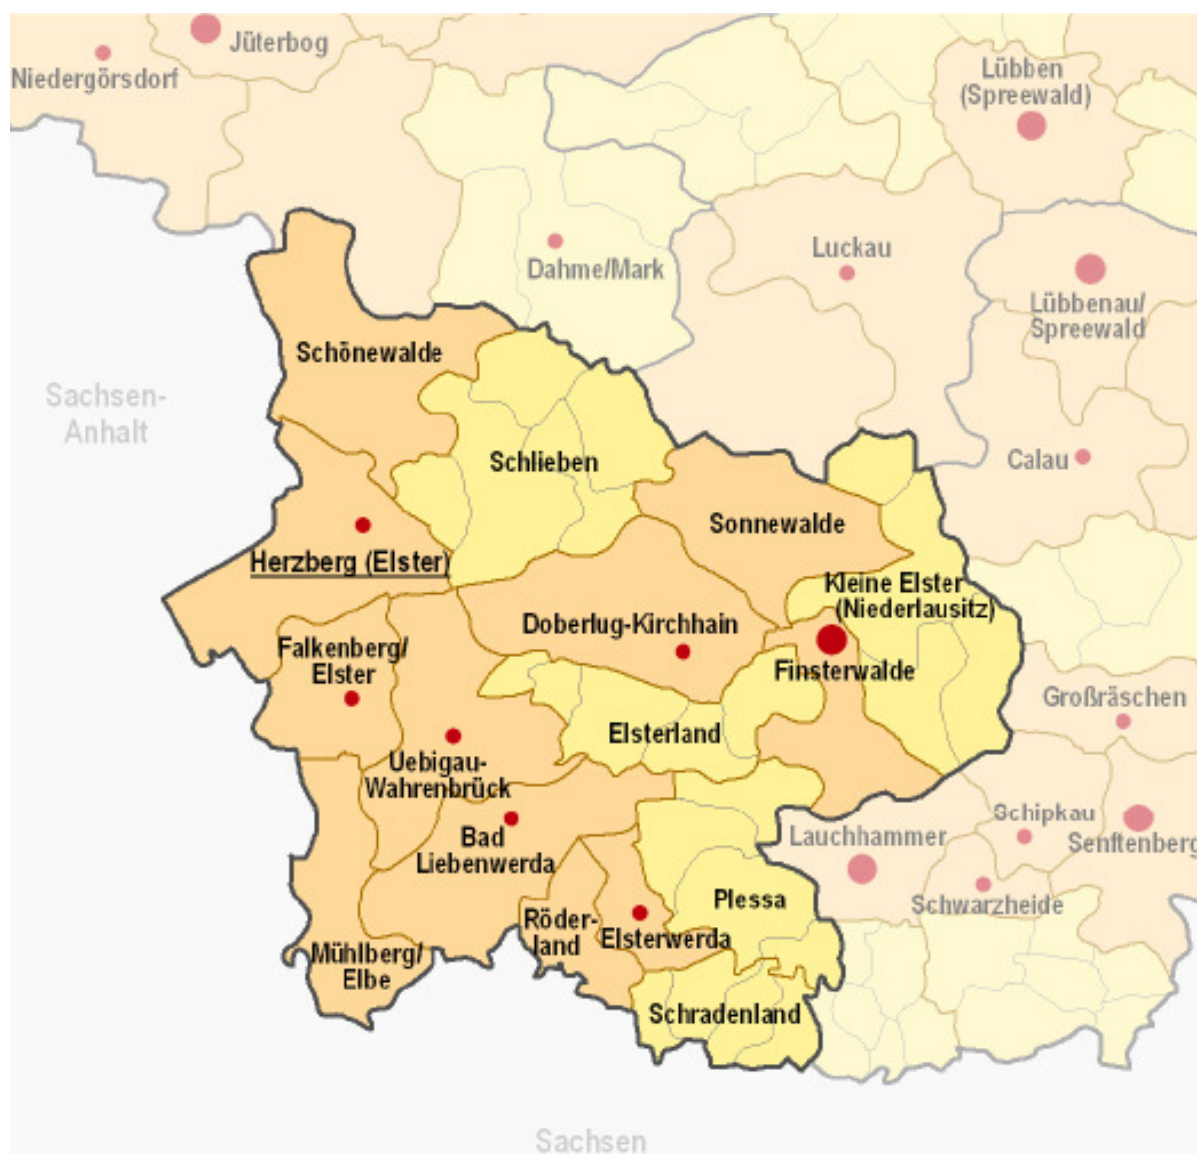 Jüterbog
Niedergörsdorf
Lübben
(Spreewald)
Dahme/Mark
Luckau
Lübbenau/
Spreewald
Schönewalde
Sachsen-
Anhalt
Schlieben
Calau
Sonnewalde
Herzberg (Elster)
Kleine Elster
(Niederlausitz)
Doberlug-Kirchhain
Falkenberg/
Elster
Finsterwalde
Großräschen
Elsterland
Uebigau-
Wahrenbrück
Schipkau
Lauchhammer
Senftenberg
Bad
Liebenwerda
Plessa
Schwarzheide
Röder-
land
Elsterwerda
Mühlberg/
Elbe
Schradenland
Sachsen